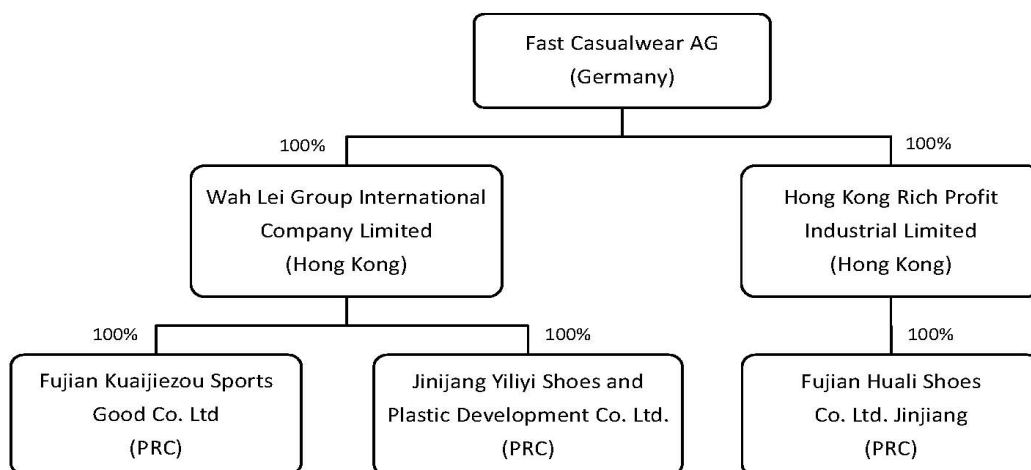 Fast Casualwear AG
(Germany)
100%
100%
Wah Lei Group International
Company Limited
(Hong Kong)
Hong Kong Rich Profit
Industrial Limited
(Hong Kong)
100%
100%
100%
Fujian Kuaijiezou Sports
Good Co. Ltd
(PRC)
Jinijang Yiliyi Shoes and
Plastic Development Co. Ltd.
(PRC)
Fujian Huali Shoes
Co. Ltd. Jinjiang
(PRC)